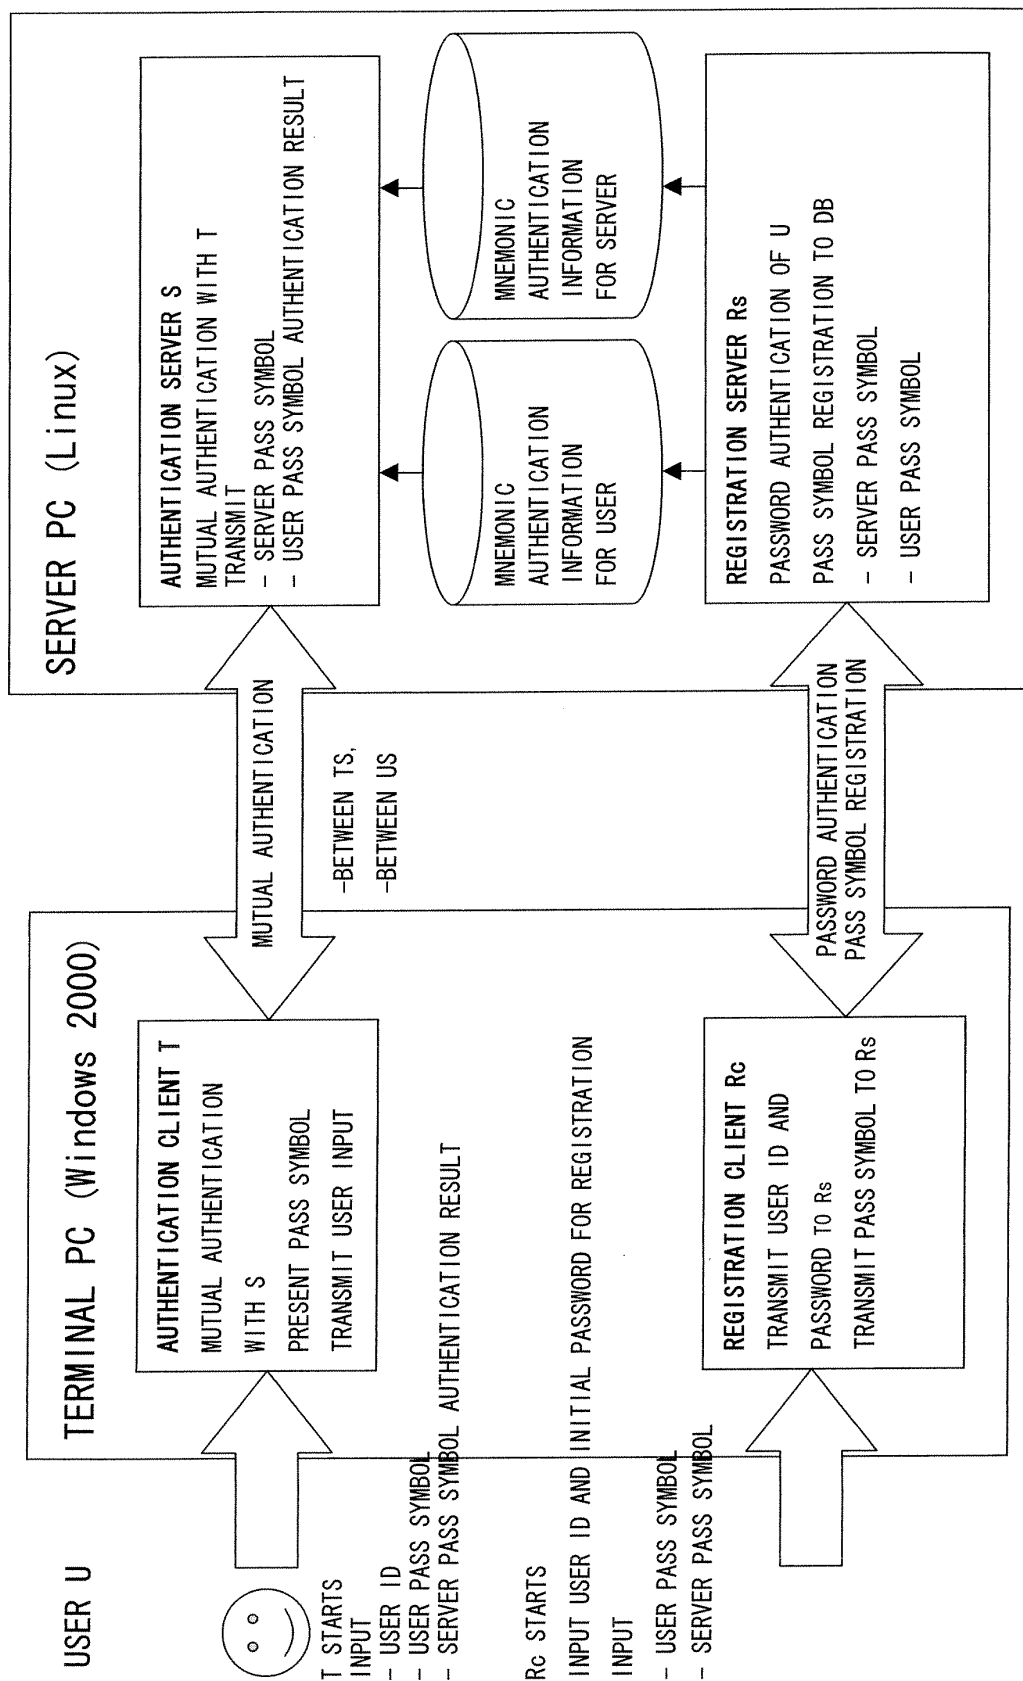 USER U
T STARTS
INPUT
- USER ID
- USER PASS SYMBOL
- SERVER PASS SYMBOL AUTHENTICATION RESULT
Rc STARTS
INPUT USER ID AND INITIAL PASSWORD FOR REGISTRATION
INPUT
- USER PASS SYMBOL
- SERVER PASS SYMBOL
TERMINAL PC (Windows 2000)
AUTHENTICATION CLIENT T
MUTUAL AUTHENTICATION
WITH S
PRESENT PASS SYMBOL
TRANSMIT USER INPUT
REGISTRATION CLIENT Rc
TRANSMIT USER ID AND
PASSWORD TO Rs
TRANSMIT PASS SYMBOL TO Rs
MUTUAL AUTHENTICATION
-BETWEEN TS,
-BETWEEN US
PASSWORD AUTHENTICATION
PASS SYMBOL REGISTRATION
SERVER PC (Linux)
AUTHENTICATION SERVER S
MUTUAL AUTHENTICATION WITH T
TRANSMIT
- SERVER PASS SYMBOL
- USER PASS SYMBOL AUTHENTICATION RESULT
MNEMONIC
AUTHENTICATION
INFORMATION
FOR USER
MNEMONIC
AUTHENTICATION
INFORMATION
FOR SERVER
REGISTRATION SERVER Rs
PASSWORD AUTHENTICATION OF U
PASS SYMBOL REGISTRATION TO DB
- SERVER PASS SYMBOL
- USER PASS SYMBOL